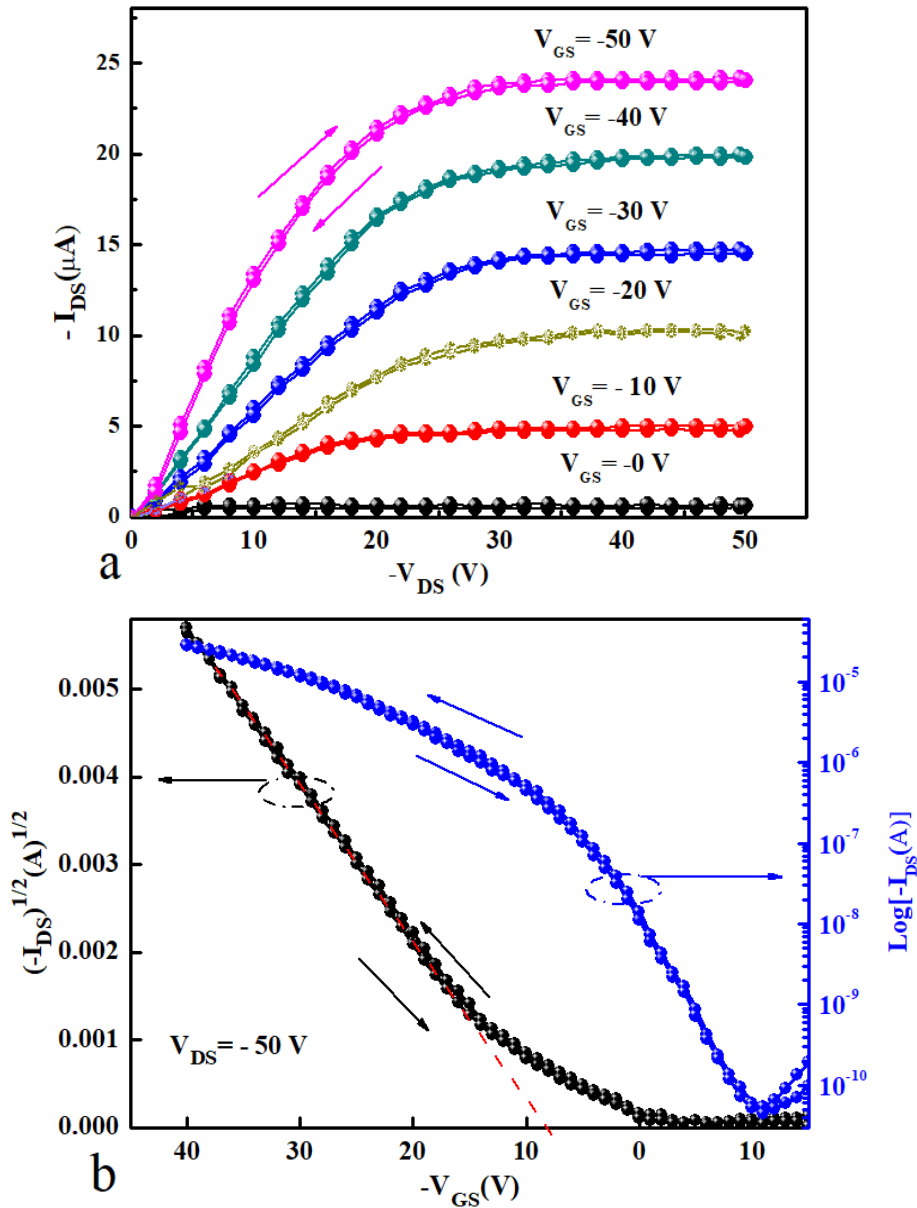 V_GS= -50 V
V_GS= -40 V
V_GS= -30 V
V_GS= -20 V
V_GS= - 10 V
V_GS= -0 V
25
20
15
10
5
0
- I_DS(μA)
0 10 20 30 40 50
-V_DS (V)
a
0.005
0.004
0.003
0.002
0.001
0.000
(-I_DS)^1/2(A)^1/2
V_DS= - 50 V
10^-5
10^-6
10^-7
10^-8
10^-9
10^-10
Log[-I_DS(A)]
40 30 20 10 0 10
-V_GS(V)
b